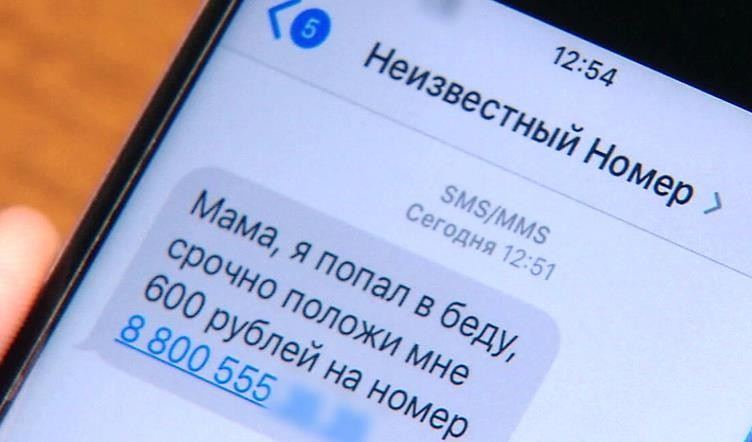 5
12:54
Неизвестный Номер
SMS/MMS
Сегодня 12:51
Мама, я попал в беду,
срочно положи мне
600 рублей на номер
8 800 555